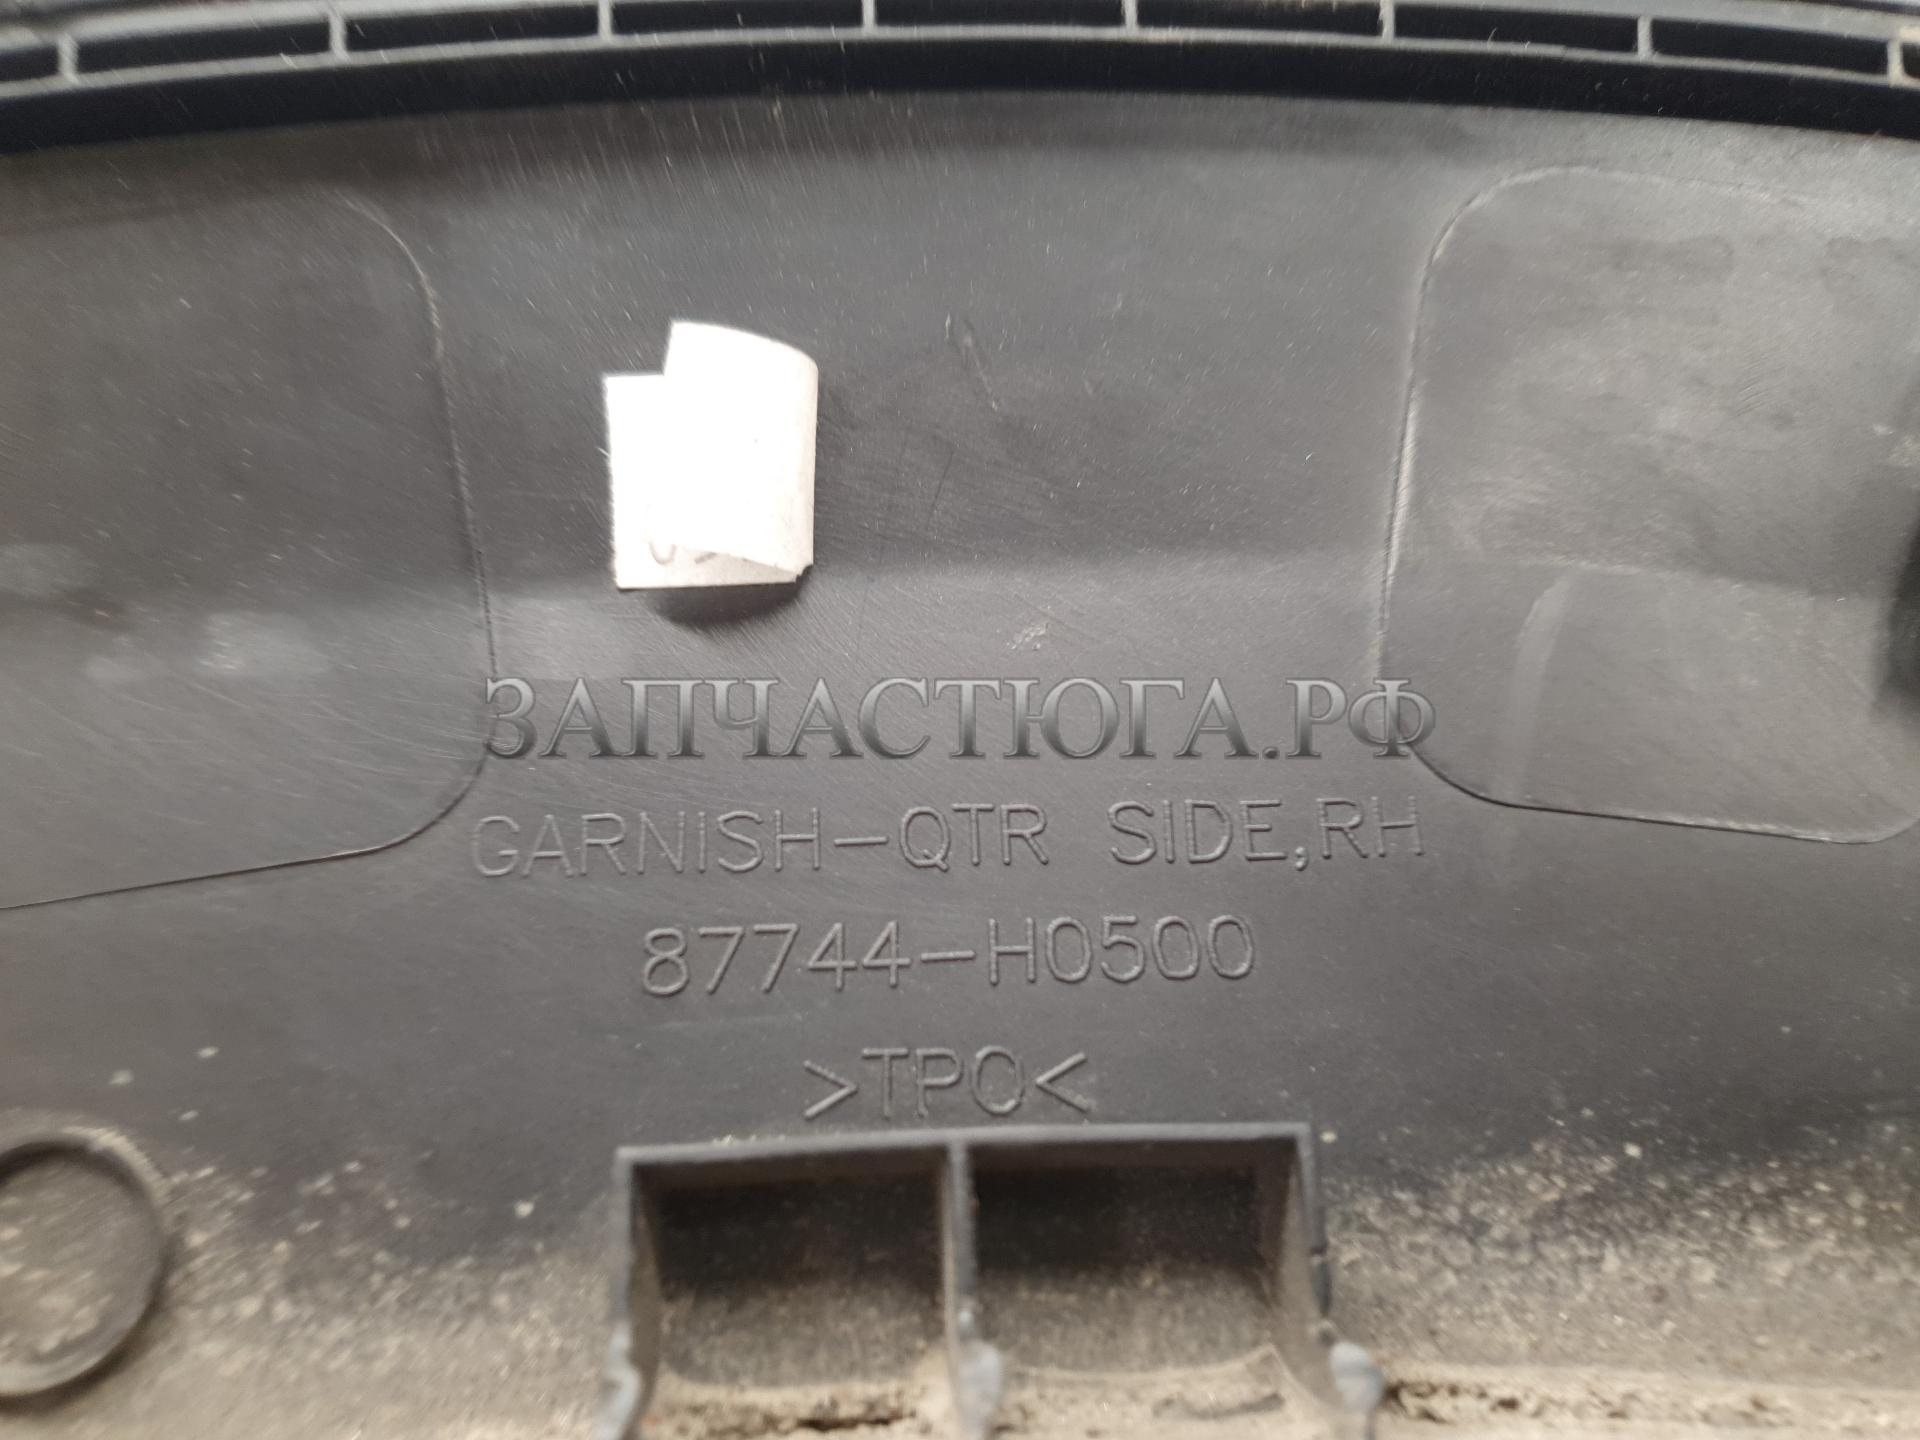 ЗАПЧАСТЮГА.РФ
GARNISH-QTR SIDE,RH
87744-H0500
>TPO<